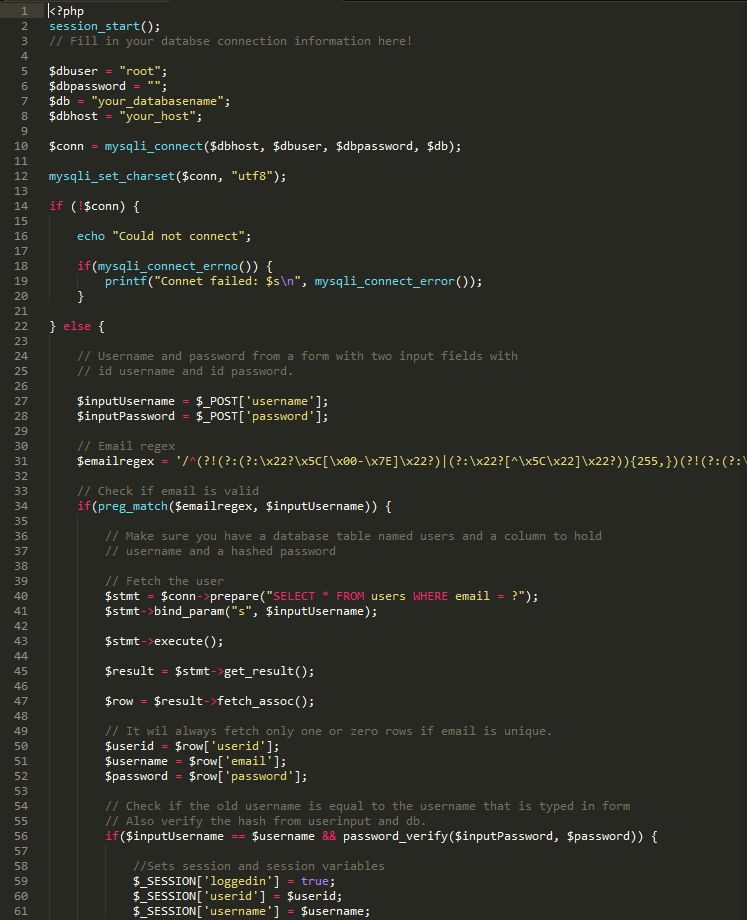 1 <?php
2 session_start();
3 // Fill in your databse connection information here!
4
5 $dbuser = "root";
6 $dbpassword = "";
7 $db = "your_databasename";
8 $dbhost = "your_host";
9
10 $conn = mysqli_connect($dbhost, $dbuser, $dbpassword, $db);
11
12 mysqli_set_charset($conn, "utf8");
13
14 if (!$conn) {
15
16 echo "Could not connect";
17
18 if(mysqli_connect_errno()) {
19 printf("Connet failed: $s\n", mysqli_connect_error());
20 }
21
22 } else {
23
24 // Username and password from a form with two input fields with
25 // id username and id password.
26
27 $inputUsername = $_POST['username'];
28 $inputPassword = $_POST['password'];
29
30 // Email regex
31 $emailregex = '/^(?!(?:(?:\x22?\x5C[\x00-\x7E]\x22?)|(?:\x22?[^\x5C\x22]\x22?)){255,})(?!(?:(?:\
32
33 // Check if email is valid
34 if(preg_match($emailregex, $inputUsername)) {
35
36 // Make sure you have a database table named users and a column to hold
37 // username and a hashed password
38
39 // Fetch the user
40 $stmt = $conn->prepare("SELECT * FROM users WHERE email = ?");
41 $stmt->bind_param("s", $inputUsername);
42
43 $stmt->execute();
44
45 $result = $stmt->get_result();
46
47 $row = $result->fetch_assoc();
48
49 // It wil always fetch only one or zero rows if email is unique.
50 $userid = $row['userid'];
51 $username = $row['email'];
52 $password = $row['password'];
53
54 // Check if the old username is equal to the username that is typed in form
55 // Also verify the hash from userinput and db.
56 if($inputUsername == $username && password_verify($inputPassword, $password)) {
57
58 //Sets session and session variables
59 $_SESSION['loggedin'] = true;
60 $_SESSION['userid'] = $userid;
61 $_SESSION['username'] = $username;